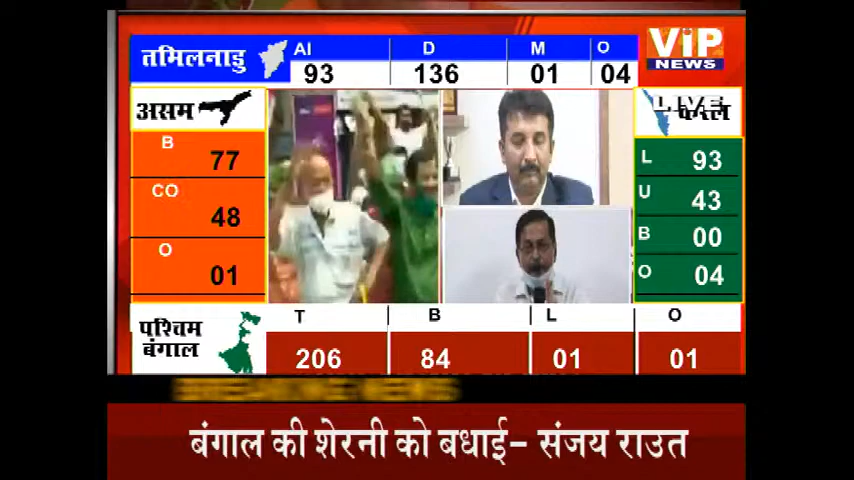 तमिलनाडु
AI D M O
93 136 01 04
ViP
NEWS
LIVE
असम
B
77
CO
48
O
01
L 93
U 43
B 00
O 04
पश्चिम
बंगाल
T B L O
206 84 01 01
बंगाल की शेरनी को बधाई- संजय राउत